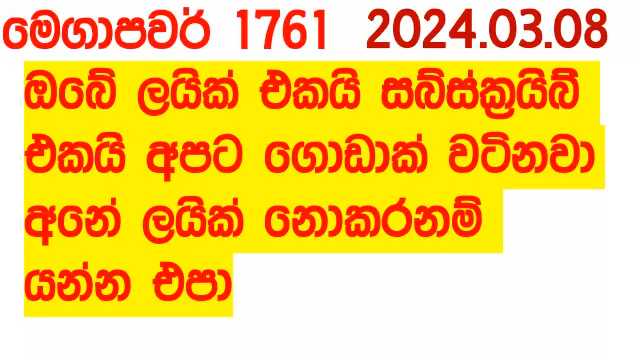 මෙගාපවර් 1761 2024.03.08
ඔබේ ලයික් එකයි සබ්ස්ක්‍රයිබ්
එකයි අපට ගොඩාක් වටිනවා
අනේ ලයික් නොකරනම්
යන්න එපා